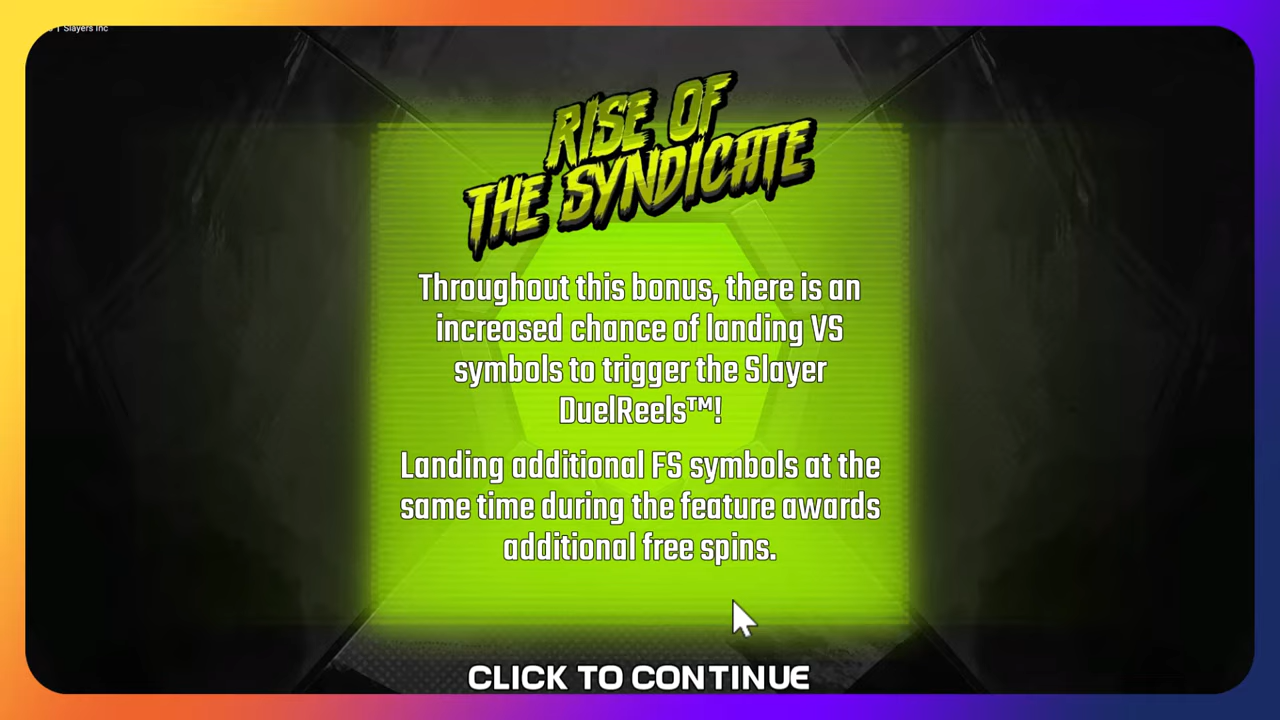 | Slayers Inc
RISE OF
THE SYNDICATE
Throughout this bonus, there is an
increased chance of landing VS
symbols to trigger the Slayer
DuelReels™!
Landing additional FS symbols at the
same time during the feature awards
additional free spins.
CLICK TO CONTINUE